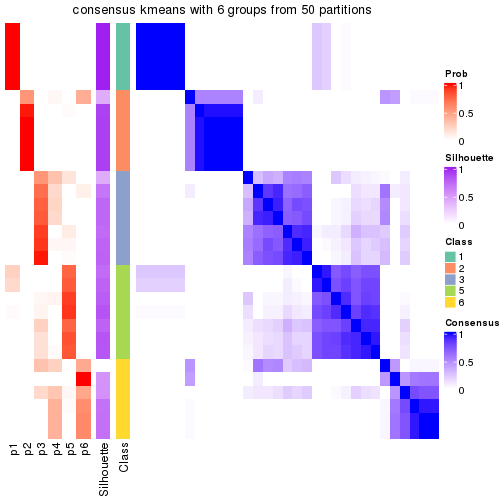 consensus kmeans with 6 groups from 50 partitions
Prob
1
0.5
0
Silhouette
1
0.5
0
Class
1
2
3
5
6
Consensus
1
0.5
0
p1
p2
p3
p4
p5
p6
Silhouette
Class